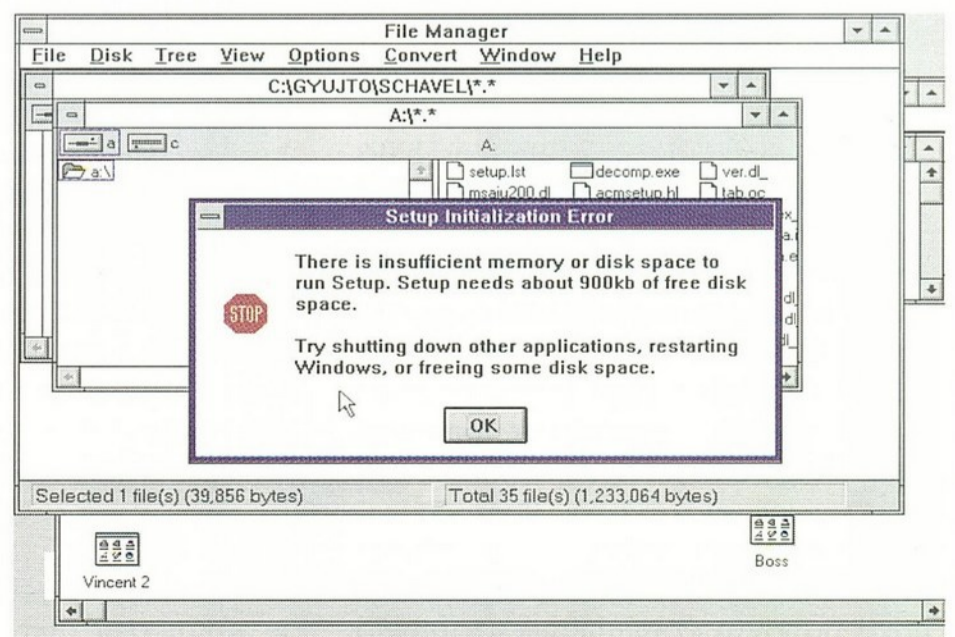 File Manager
File Disk Tree View Options Convert Window Help
C:\GYUJTO\SCHAVEL\*.*
A:\*.*
a c A:
a:\
setup.lst decomp.exe ver.dl_
msaju200.dl acmsetup.hl tab.oc
Setup Initialization Error
There is insufficient memory or disk space to
run Setup. Setup needs about 900kb of free disk
space.
STOP
Try shutting down other applications, restarting
Windows, or freeing some disk space.
OK
Selected 1 file(s) (39,856 bytes) Total 35 file(s) (1,233,064 bytes)
Vincent 2
Boss